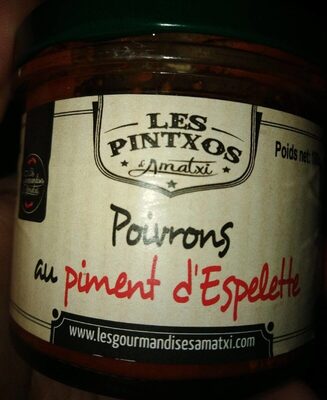 LES
PINTXOS
d'Amatxi
Poids net:
Poivrons
au piment d'Espelette
www.lesgourmandisesamatxi.com